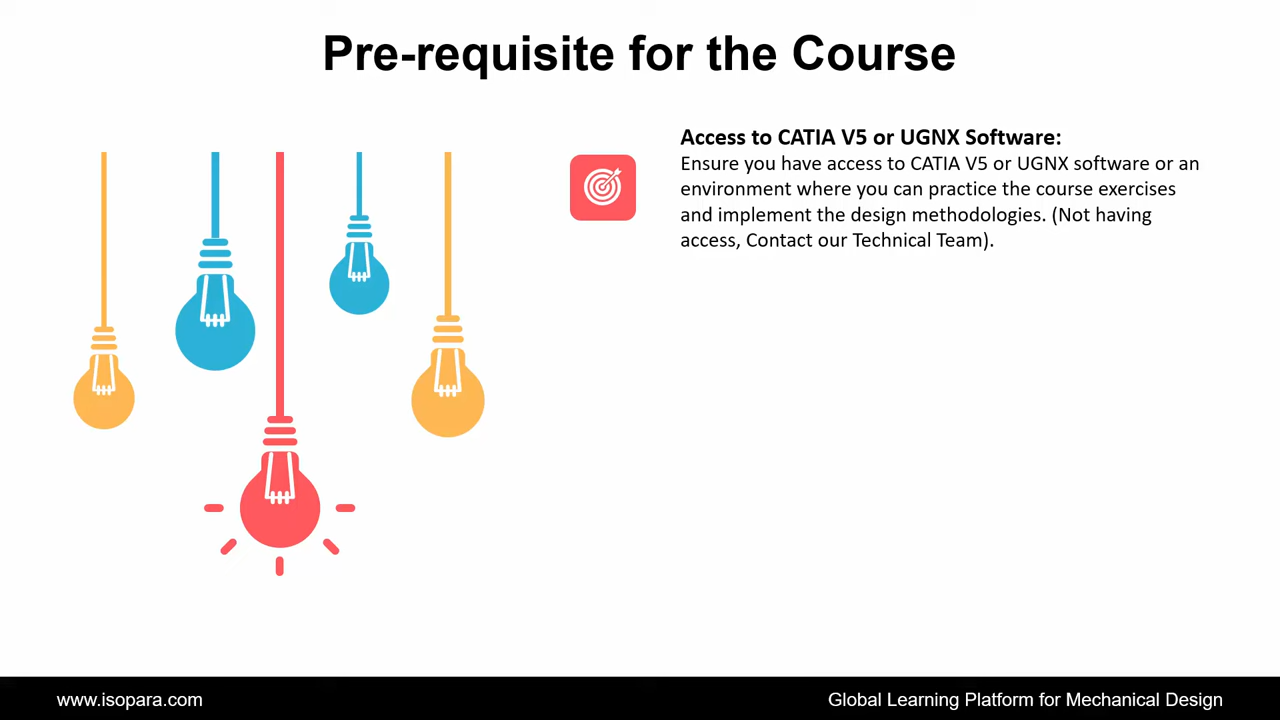 Pre-requisite for the Course
Access to CATIA V5 or UGNX Software:
Ensure you have access to CATIA V5 or UGNX software or an
environment where you can practice the course exercises
and implement the design methodologies. (Not having
access, Contact our Technical Team).
www.isopara.com
Global Learning Platform for Mechanical Design